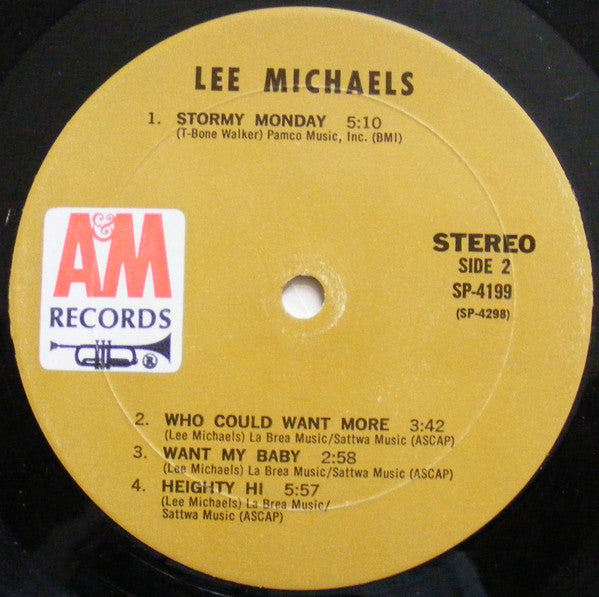 LEE MICHAELS
1. STORMY MONDAY 5:10
(T-Bone Walker) Pamco Music, Inc. (BMI)
A&M
RECORDS
®
STEREO
SIDE 2
SP-4199
(SP-4298)
2. WHO COULD WANT MORE 3:42
(Lee Michaels) La Brea Music/Sattwa Music (ASCAP)
3. WANT MY BABY 2:58
(Lee Michaels) La Brea Music/Sattwa Music (ASCAP)
4. HEIGHTY HI 5:57
(Lee Michaels) La Brea Music/
Sattwa Music (ASCAP)